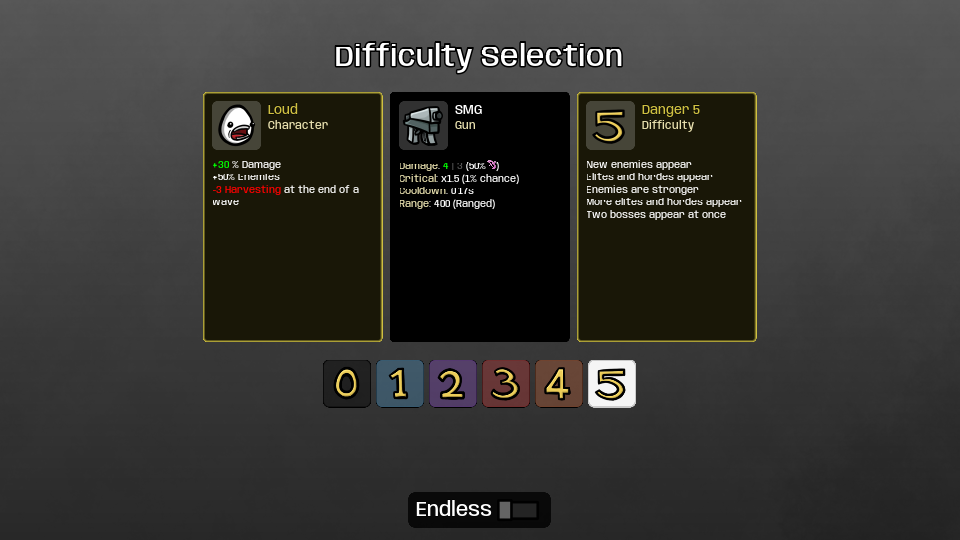 Difficulty Selection
Loud
Character
+30 % Damage
+50% Enemies
-3 Harvesting at the end of a
wave
SMG
Gun
Damage: 4 | 3 (50%)
Critical: x1.5 (1% chance)
Cooldown: 0.17s
Range: 400 (Ranged)
5
Danger 5
Difficulty
New enemies appear
Elites and hordes appear
Enemies are stronger
More elites and hordes appear
Two bosses appear at once
0 1 2 3 4 5
Endless